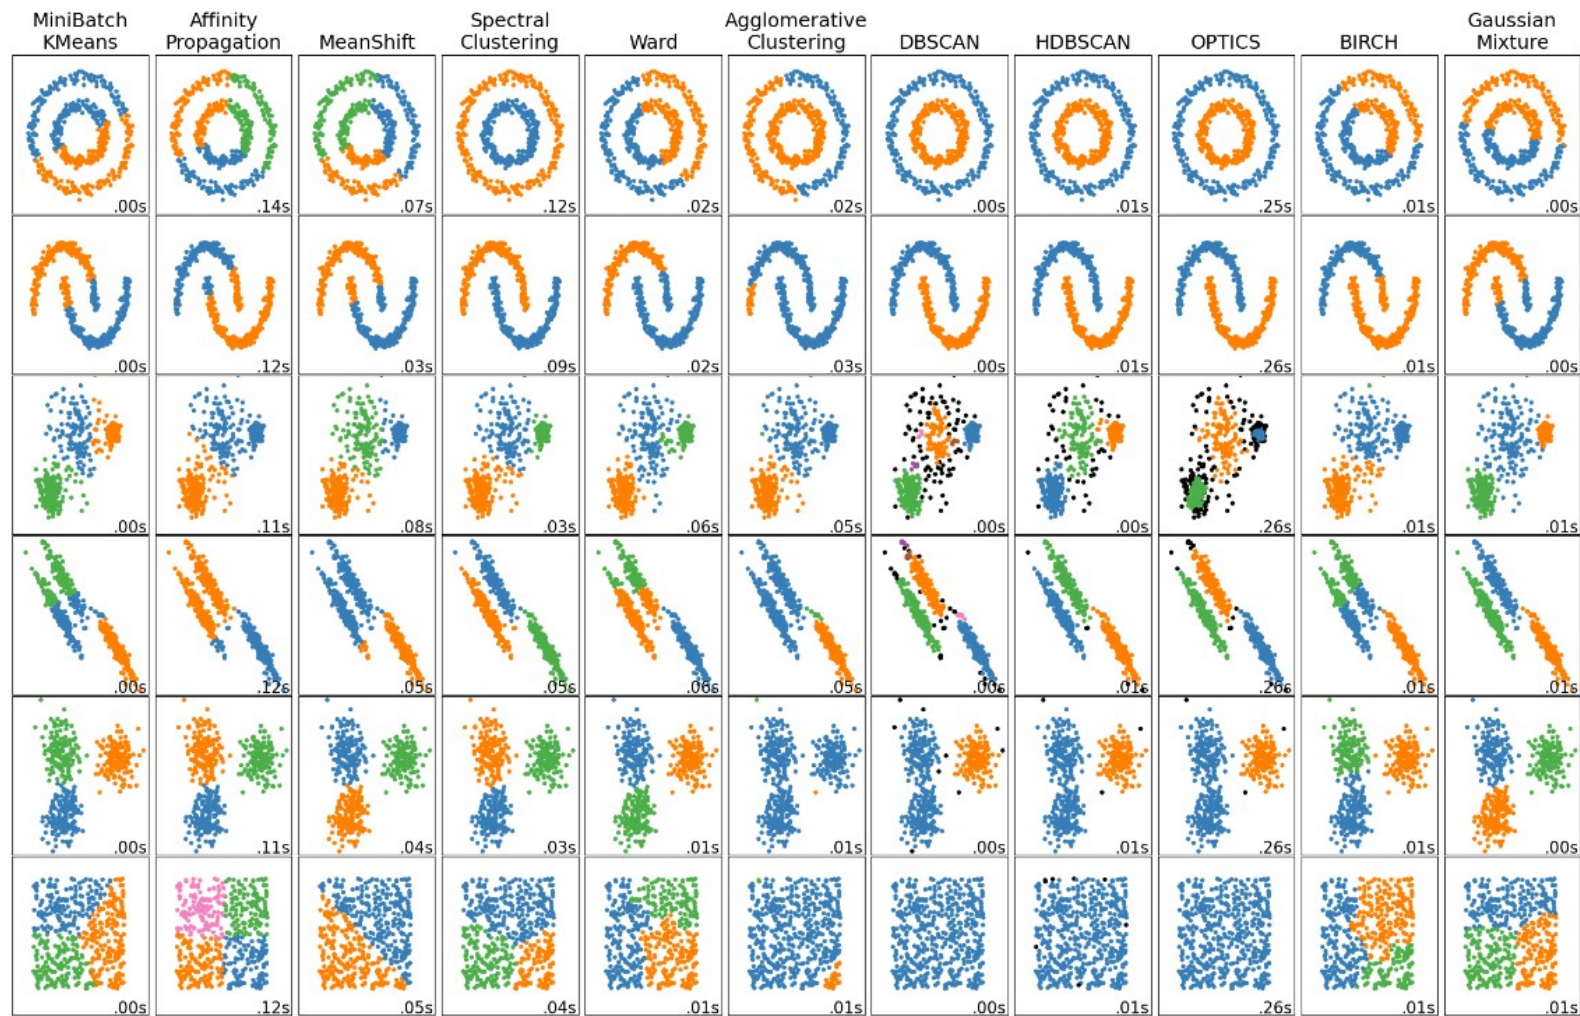 MiniBatch KMeans
Affinity Propagation
MeanShift
Spectral Clustering
Ward
Agglomerative Clustering
DBSCAN
HDBSCAN
OPTICS
BIRCH
Gaussian Mixture
.00s .14s .07s .12s .02s .02s .00s .01s .25s .01s .00s
.00s .12s .03s .09s .02s .03s .00s .01s .26s .01s .00s
.00s .11s .08s .03s .06s .05s .00s .00s .26s .01s .01s
.00s .12s .05s .05s .06s .05s .00s .01s .26s .01s .01s
.00s .11s .04s .03s .01s .01s .00s .01s .26s .01s .00s
.00s .12s .05s .04s .01s .01s .00s .01s .26s .01s .01s